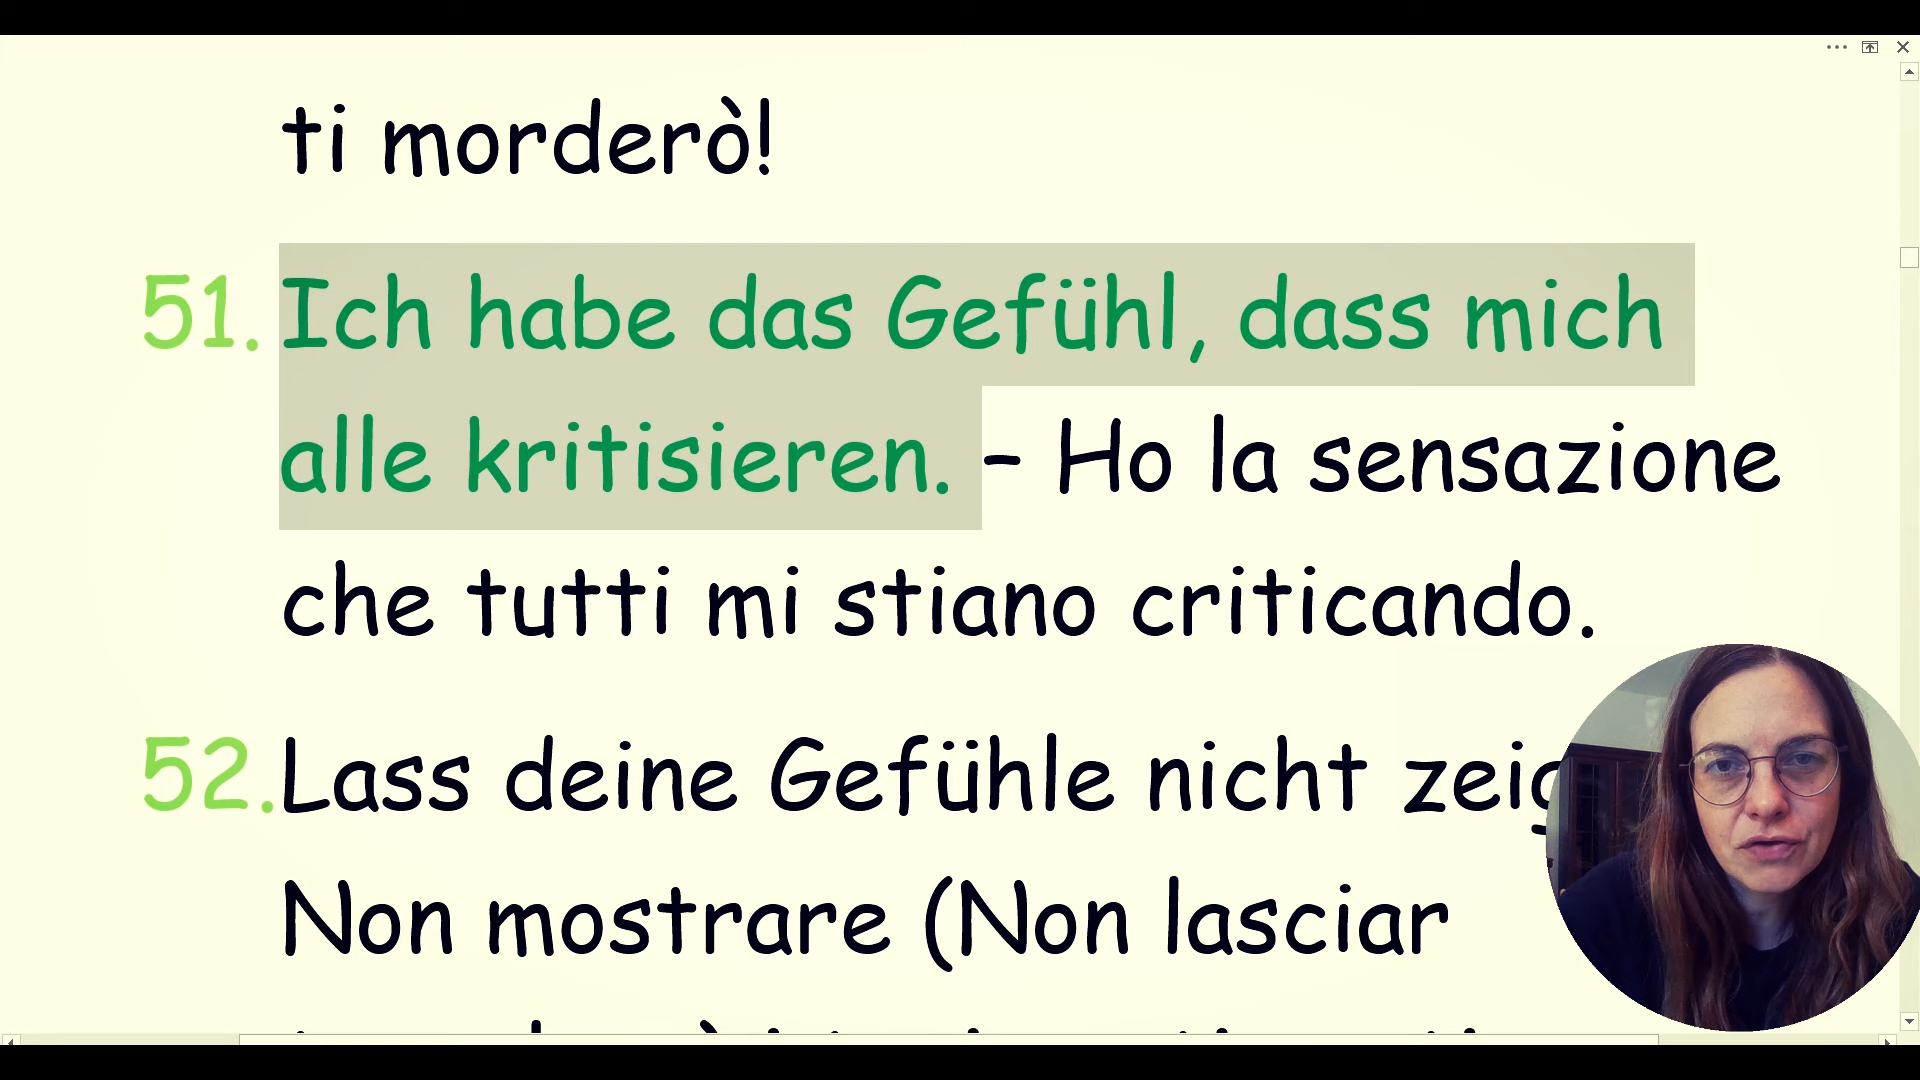 ti morderò!
51. Ich habe das Gefühl, dass mich
alle kritisieren. – Ho la sensazione
che tutti mi stiano criticando.
52. Lass deine Gefühle nicht
Non mostrare (Non lasciar